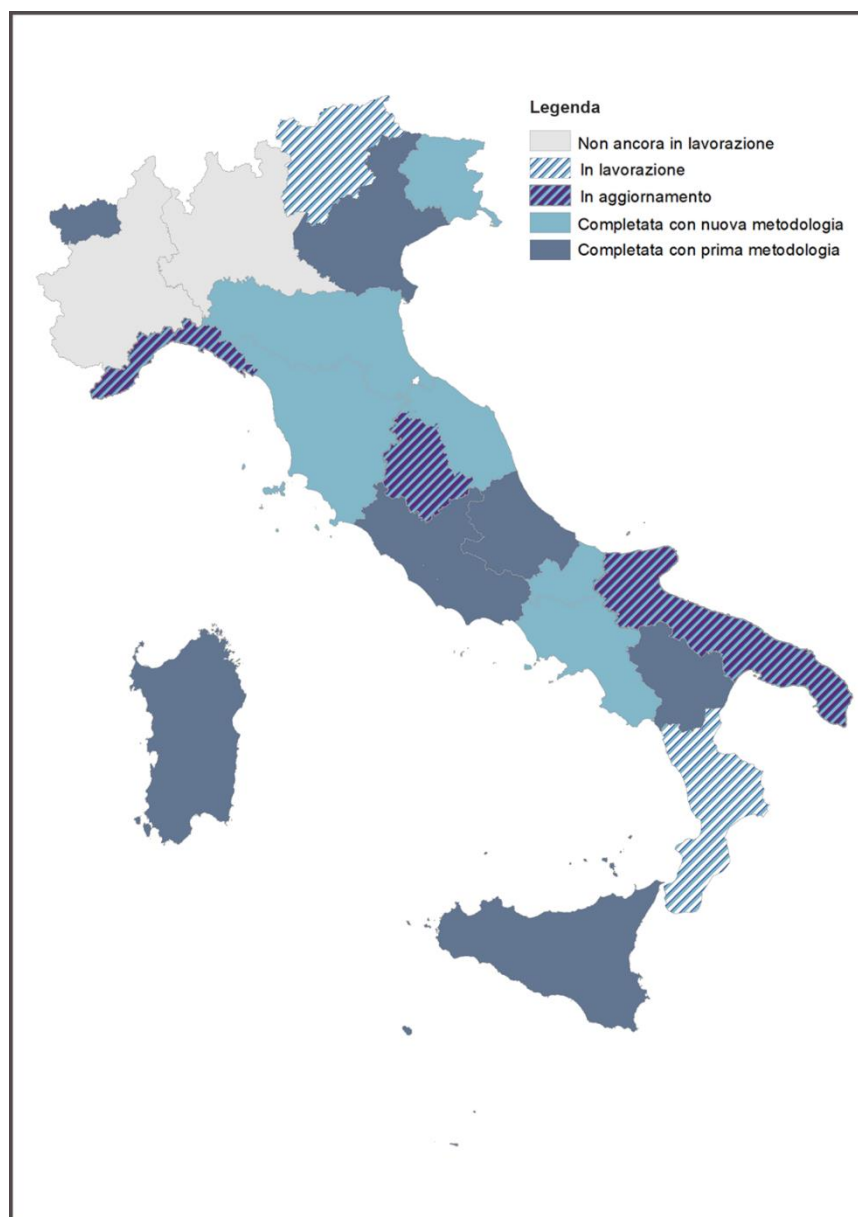 Legenda
Non ancora in lavorazione
In lavorazione
In aggiornamento
Completata con nuova metodologia
Completata con prima metodologia